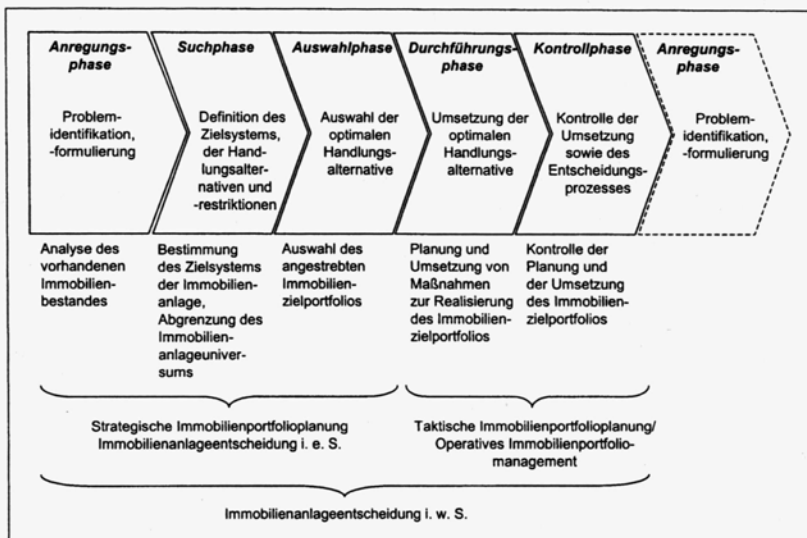 Anregungs-
phase
Problem-
identifikation,
-formulierung
Suchphase
Definition des
Zielsystems,
der Hand-
lungsalter-
nativen und
-restriktionen
Auswahlphase
Auswahl der
optimalen
Handlungs-
alternative
Durchführungs-
phase
Umsetzung der
optimalen
Handlungs-
alternative
Kontrollphase
Kontrolle der
Umsetzung
sowie des
Entscheidungs-
prozesses
Anregungs-
phase
Problem-
identifikation,
-formulierung
Analyse des
vorhandenen
Immobilien-
bestandes
Bestimmung
des Zielsystems
der Immobilien-
anlage,
Abgrenzung des
Immobilien-
anlageuniver-
sums
Auswahl des
angestrebten
Immobilien-
zielportfolios
Planung und
Umsetzung von
Maßnahmen
zur Realisierung
des Immobilien-
zielportfolios
Kontrolle der
Planung und
der Umsetzung
des Immobilien-
zielportfolios
Strategische Immobilienportfolioplanung
Immobilienanlageentscheidung i. e. S.
Taktische Immobilienportfolioplanung/
Operatives Immobilienportfolio-
management
Immobilienanlageentscheidung i. w. S.